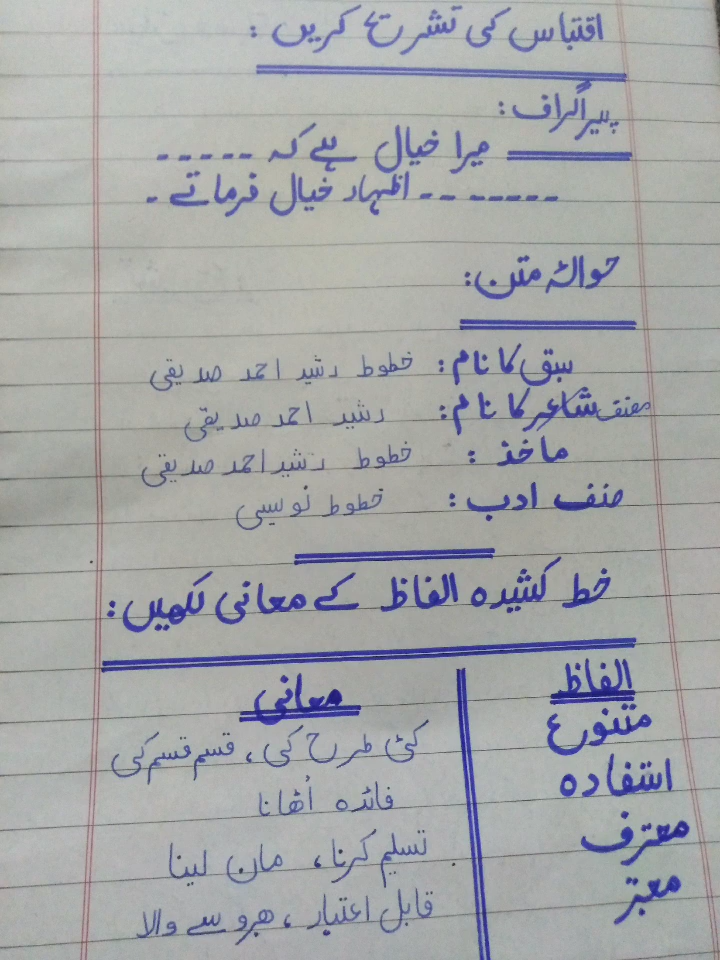 اقتباس کی تشریح کریں :
پیراگراف :
میرا خیال ہے کہ -----
-------- اظہار خیال فرماتے -
حوالہ متن :
سبق کا نام : خطوط رشید احمد صدیقی
مصنف شاعر کا نام : رشید احمد صدیقی
ماخذ : خطوط رشید احمد صدیقی
صنف ادب : خطوط نویسی
خط کشیدہ الفاظ کے معانی لکھیں :
الفاظ معانی
متنوع کئی طرح کی ، قسم قسم کی
استفادہ فائدہ اُٹھانا
معترف تسلیم کرنا ، مان لینا
معتبر قابل اعتبار ، بھروسے والا